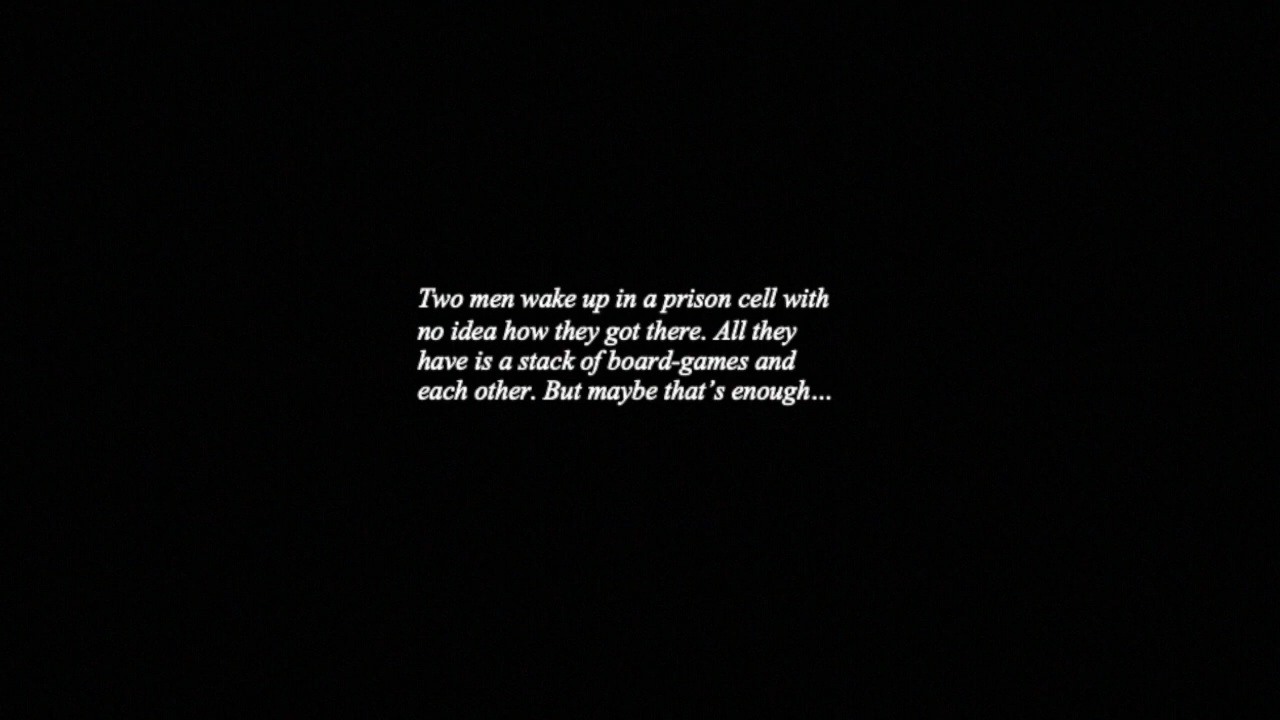 Two men wake up in a prison cell with
no idea how they got there. All they
have is a stack of board-games and
each other. But maybe that's enough...